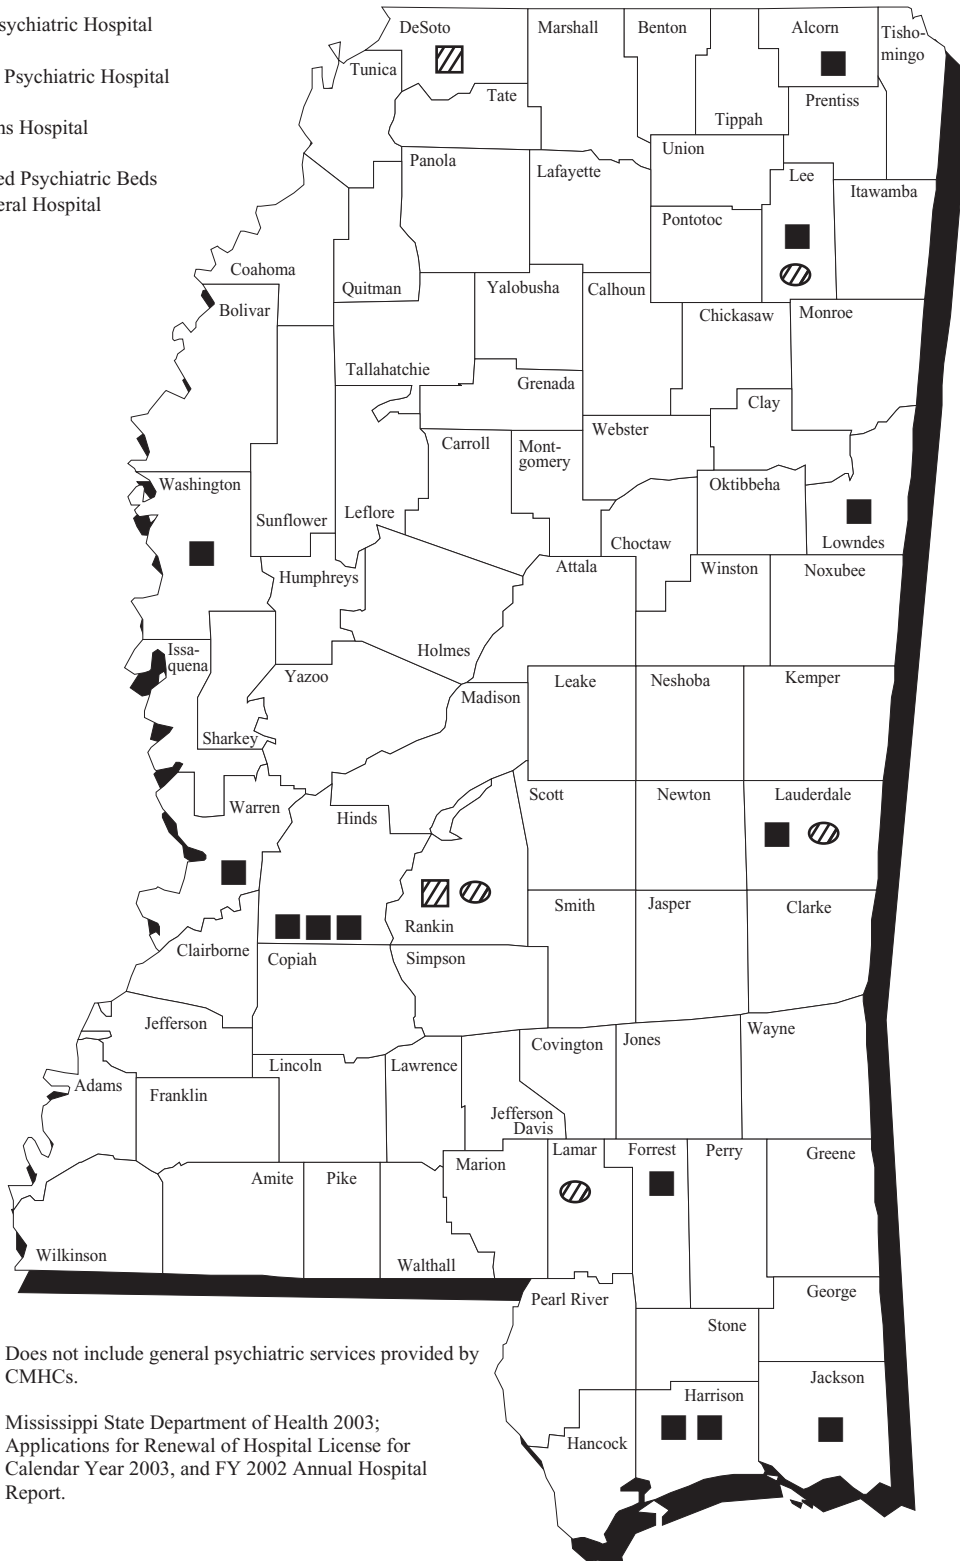 sychiatric Hospital
Psychiatric Hospital
ns Hospital
ed Psychiatric Beds
eral Hospital
DeSoto
Marshall
Benton
Alcorn
Tisho-
mingo
Tunica
Tate
Prentiss
Tippah
Union
Panola
Lafayette
Lee
Itawamba
Pontotoc
Coahoma
Quitman
Yalobusha
Calhoun
Bolivar
Chickasaw
Monroe
Tallahatchie
Grenada
Clay
Webster
Carroll
Mont-
gomery
Washington
Oktibbeha
Sunflower
Leflore
Choctaw
Lowndes
Humphreys
Attala
Winston
Noxubee
Holmes
Issa-
quena
Yazoo
Madison
Leake
Neshoba
Kemper
Sharkey
Warren
Hinds
Scott
Newton
Lauderdale
Rankin
Smith
Jasper
Clarke
Clairborne
Copiah
Simpson
Jefferson
Covington
Jones
Wayne
Lincoln
Lawrence
Adams
Franklin
Jefferson
Davis
Amite
Pike
Marion
Lamar
Forrest
Perry
Greene
Wilkinson
Walthall
Pearl River
George
Stone
Does not include general psychiatric services provided by
CMHCs.
Jackson
Harrison
Hancock
Mississippi State Department of Health 2003;
Applications for Renewal of Hospital License for
Calendar Year 2003, and FY 2002 Annual Hospital
Report.